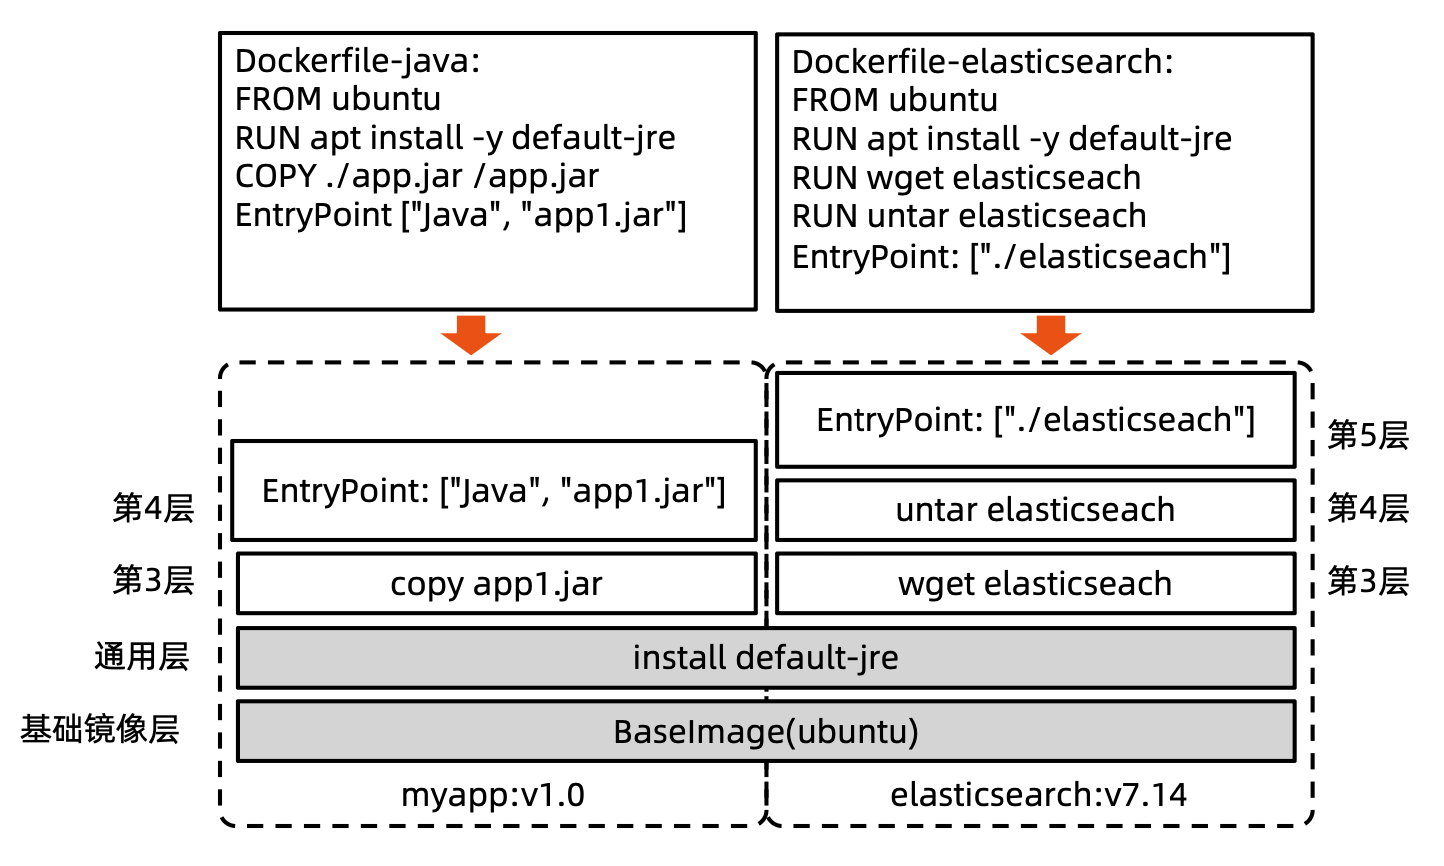 Dockerfile-java:
FROM ubuntu
RUN apt install -y default-jre
COPY ./app.jar /app.jar
EntryPoint ["Java", "app1.jar"]
Dockerfile-elasticsearch:
FROM ubuntu
RUN apt install -y default-jre
RUN wget elasticseach
RUN untar elasticseach
EntryPoint: ["./elasticseach"]
EntryPoint: ["./elasticseach"]
第5层
第4层
EntryPoint: ["Java", "app1.jar"]
untar elasticseach
第4层
第3层
copy app1.jar
wget elasticseach
第3层
通用层
install default-jre
基础镜像层
BaseImage(ubuntu)
myapp:v1.0
elasticsearch:v7.14